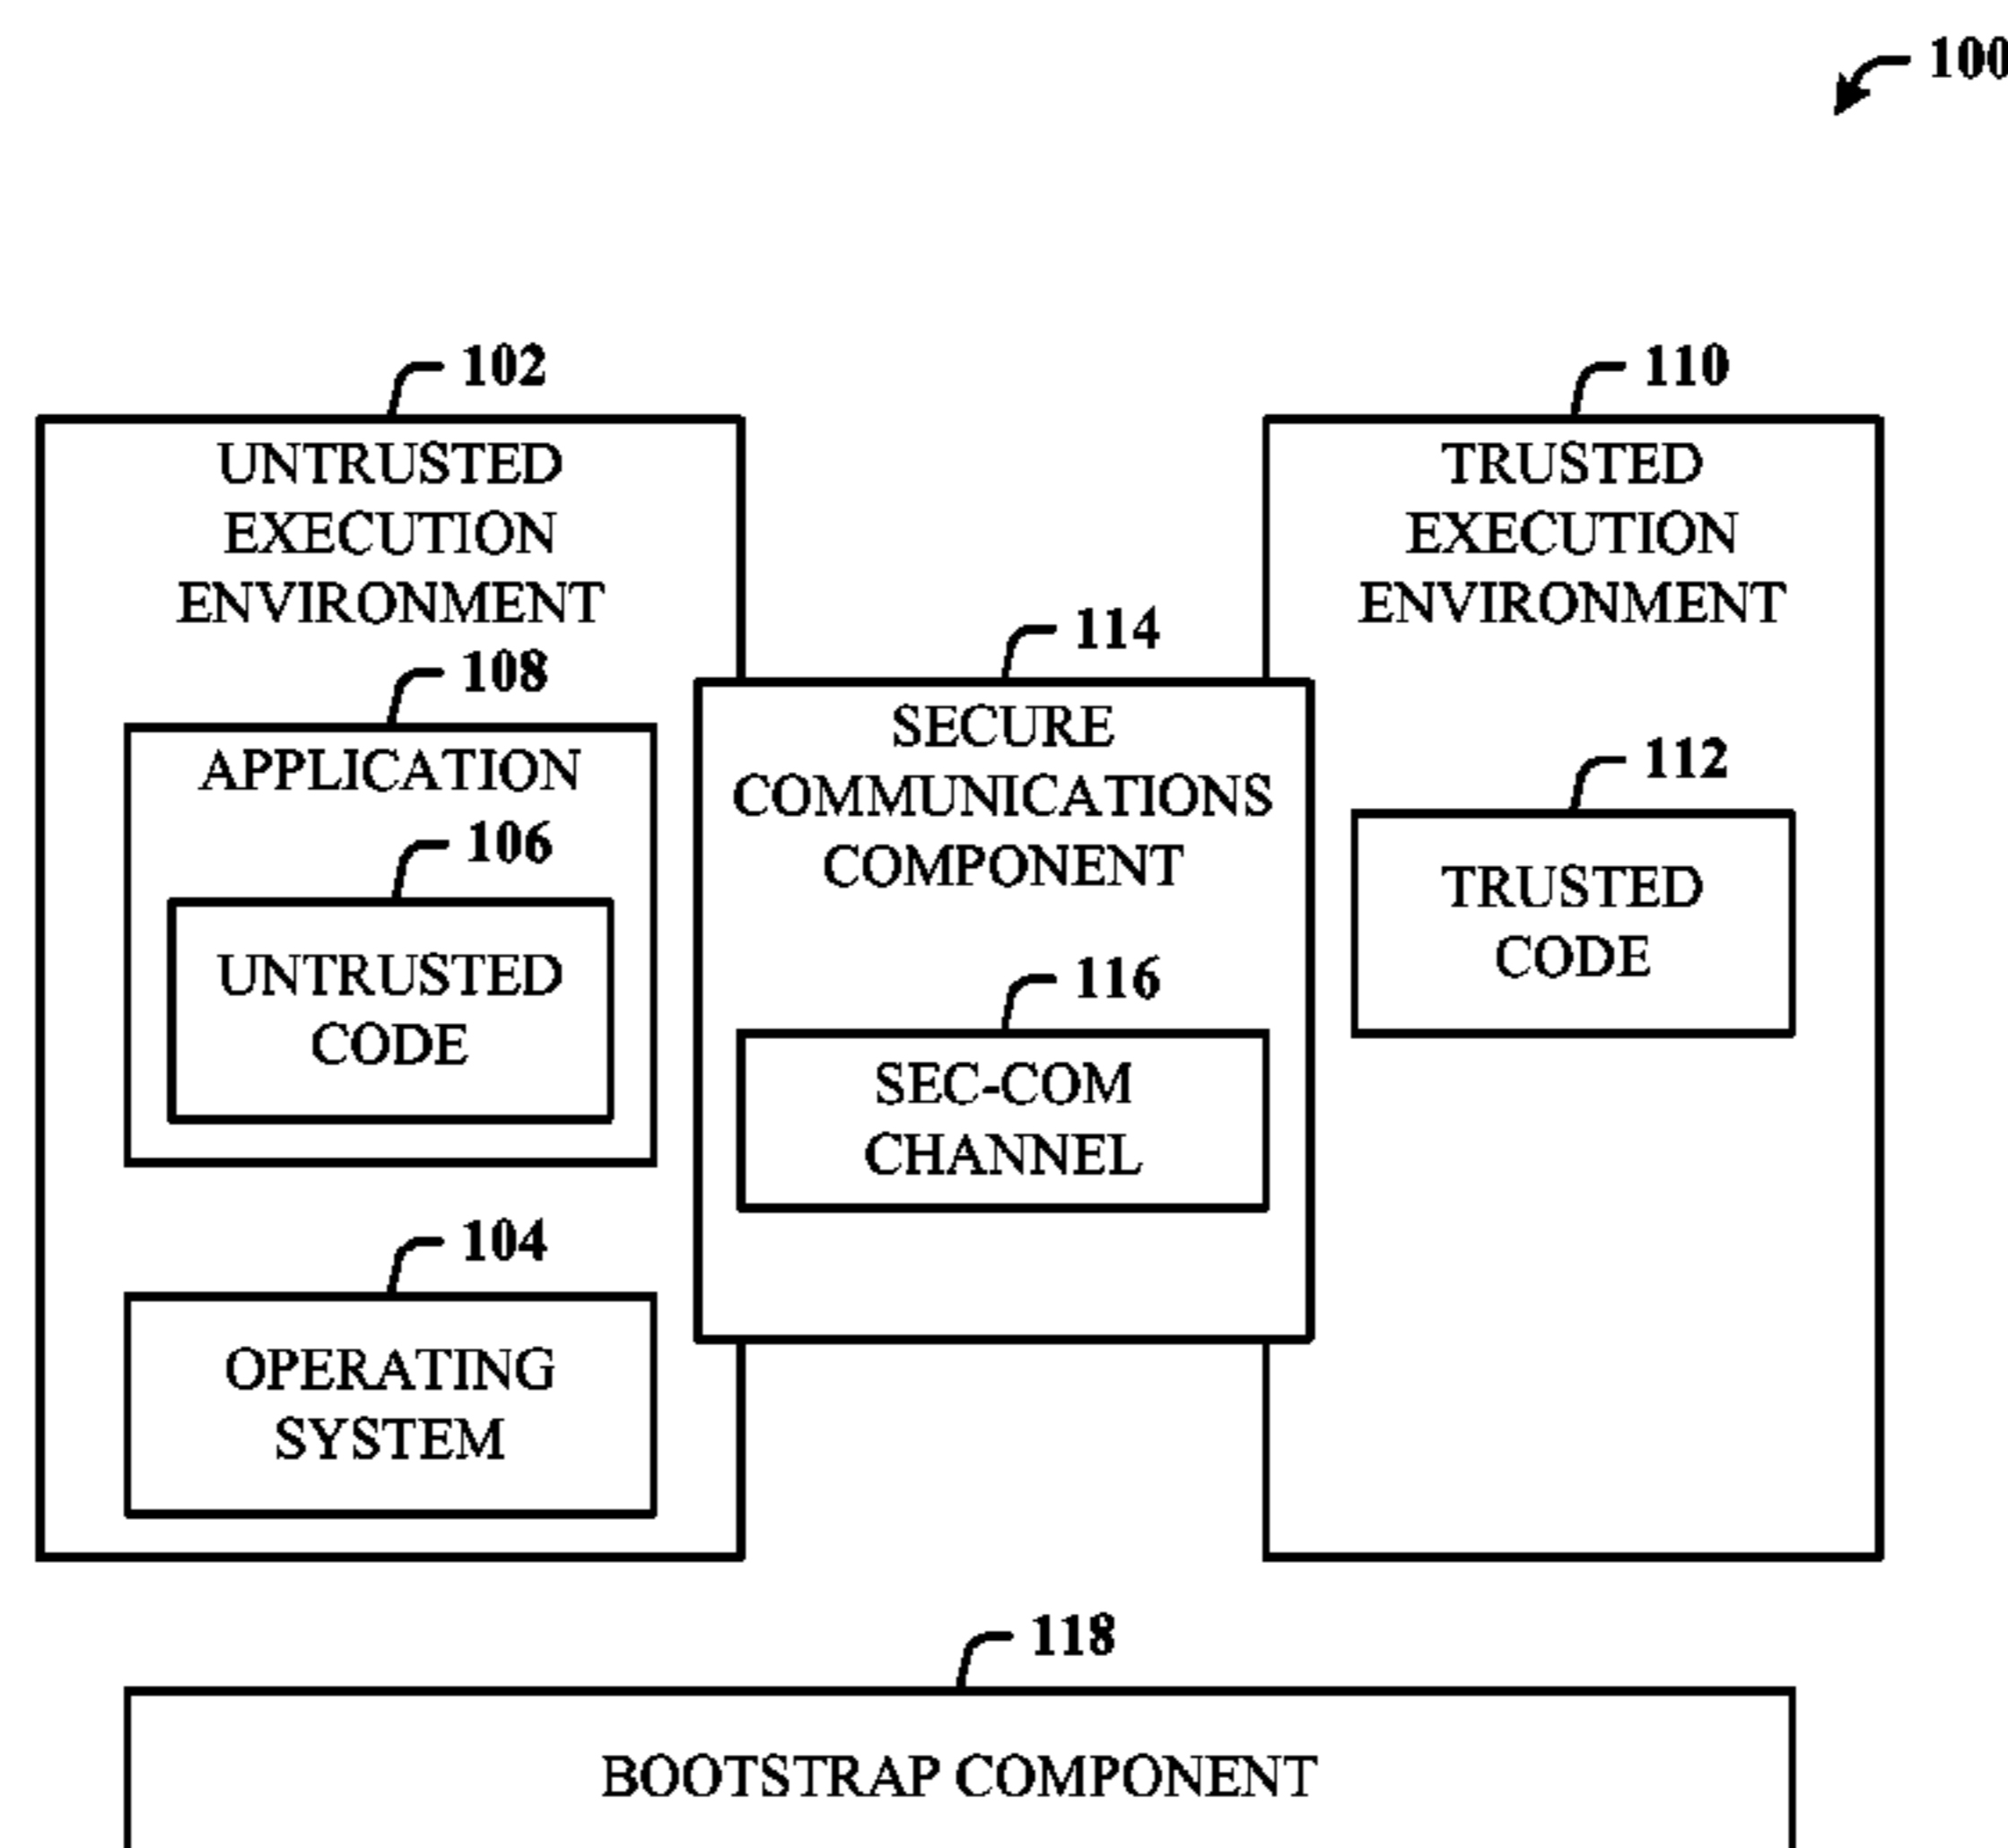 100
102
UNTRUSTED
EXECUTION
ENVIRONMENT
108
APPLICATION
106
UNTRUSTED
CODE
104
OPERATING
SYSTEM
114
SECURE
COMMUNICATIONS
COMPONENT
116
SEC-COM
CHANNEL
110
TRUSTED
EXECUTION
ENVIRONMENT
112
TRUSTED
CODE
118
BOOTSTRAP COMPONENT